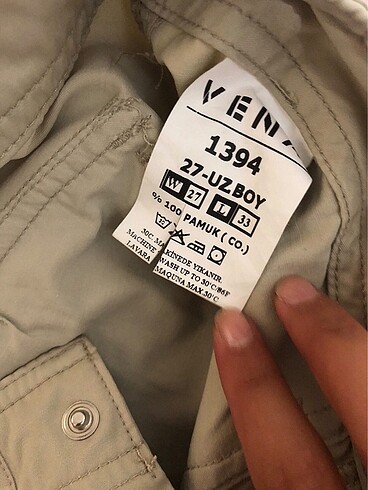 1394
27-UZ BOY
W 27 L 33
% 100 PAMUK ( CO.)
30C. MAKİNEDE YIKANIR.
MACHINE WASH UP TO 30°C/86F
LAVARA MAQUNA MAX.30°C